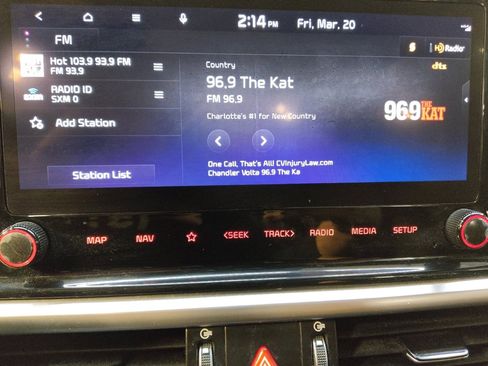 2:14 PM Fri, Mar. 20
FM
HD Radio
Hot 103.9 93.9 FM
FM 93.9
RADIO ID
SXM 0
Add Station
Station List
Country
96.9 The Kat
FM 96.9
Charlotte's #1 for New Country
dts
96.9 THE KAT
One Call, That's All! CVInjuryLaw.com
Chandler Volta 96.9 The Ka
MAP NAV <SEEK TRACK> RADIO MEDIA SETUP